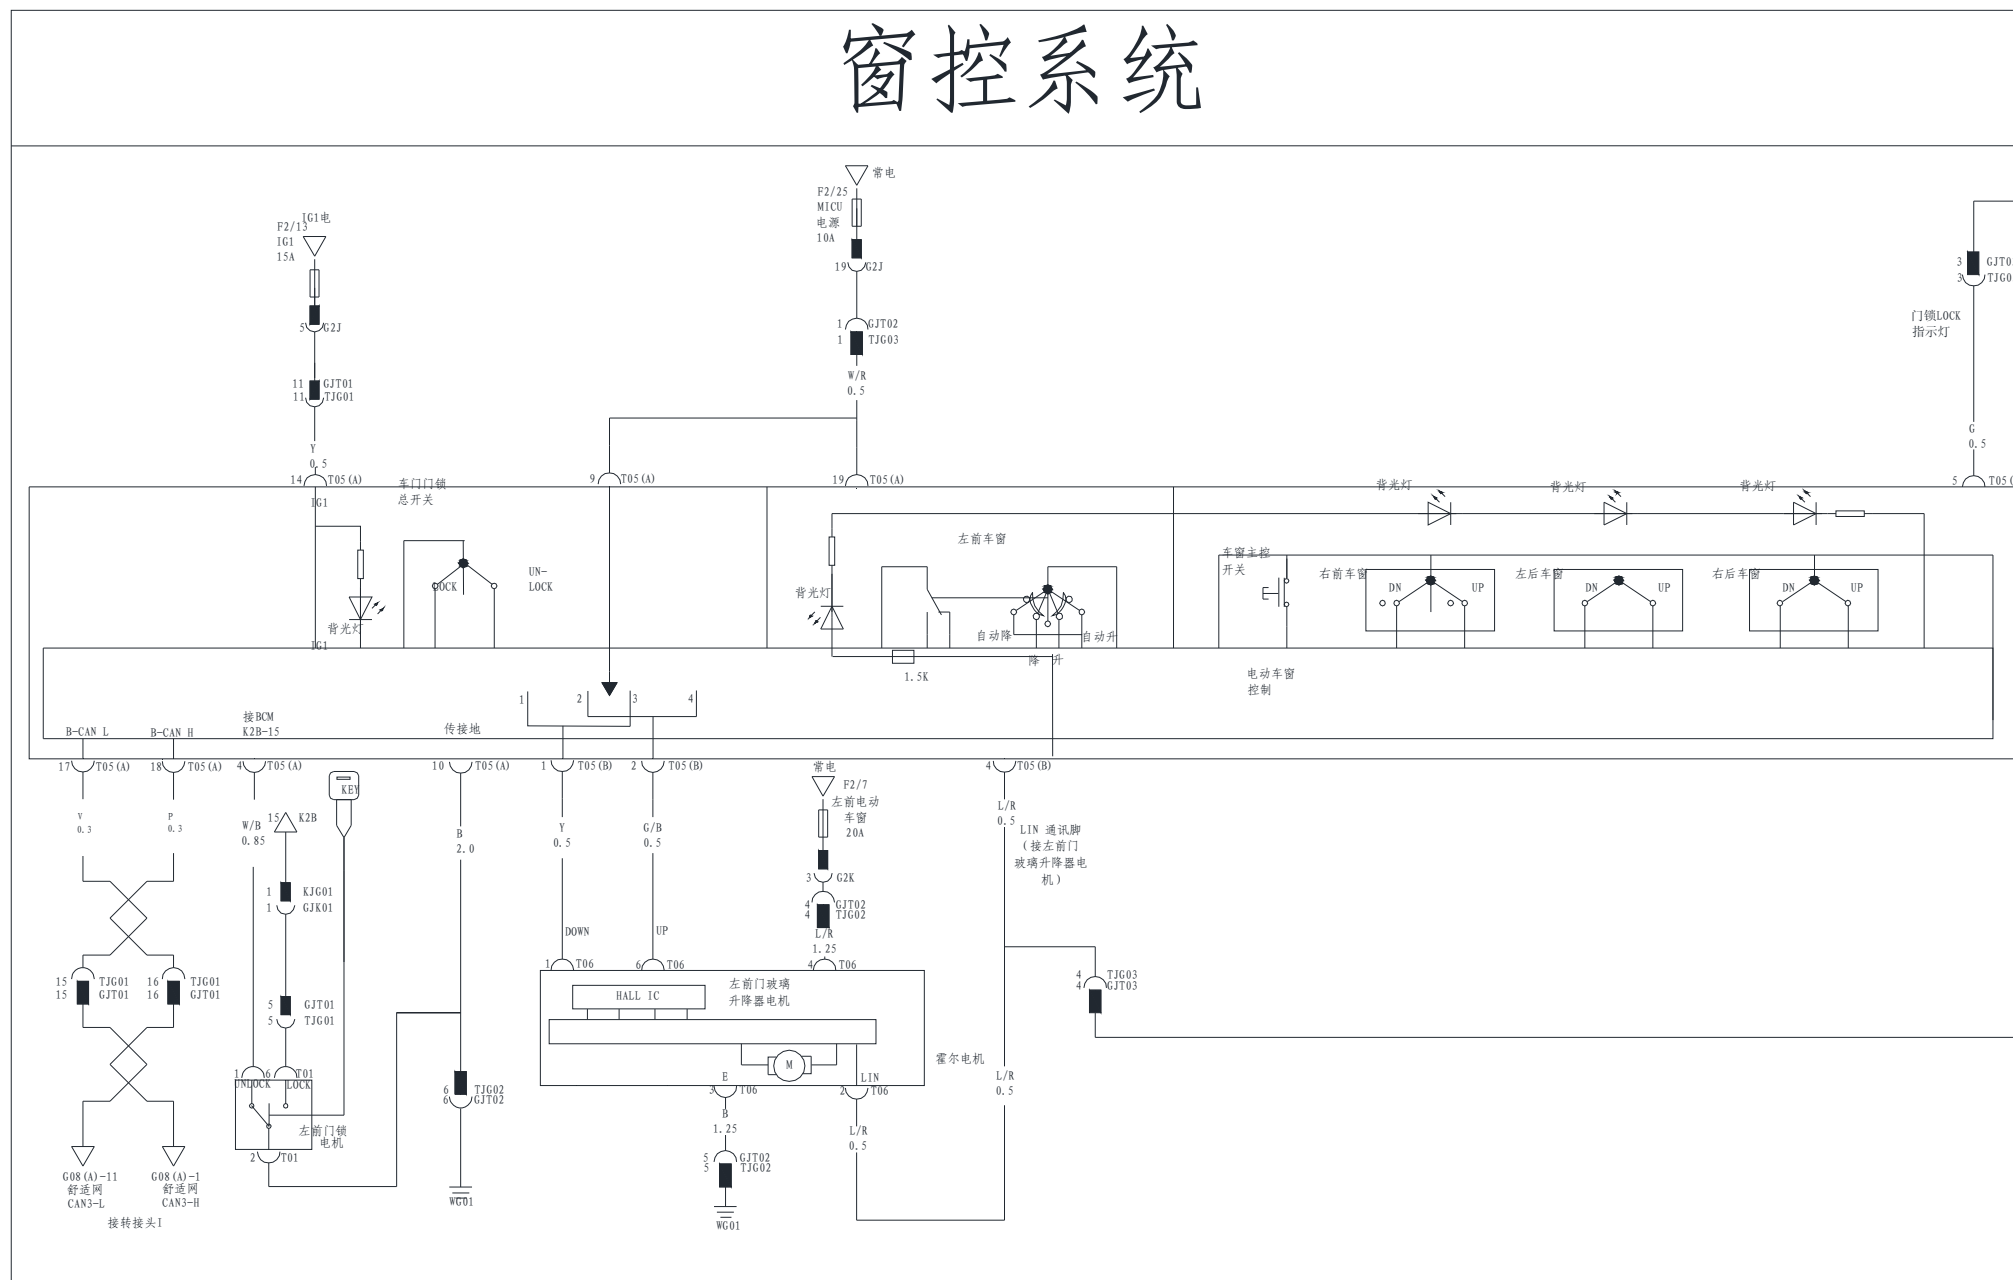 窗控系统
常电
F2/25
MICU
电源
10A
19 G2J
1 GJT02
1 TJG03
W/R
0.5
IG1电
F2/13
IG1
15A
5 G2J
11 GJT01
11 TJG01
Y
0.5
3
3
门锁LOCK
指示灯
G
0.5
14 T05(A)
车门门锁
总开关
9 T05(A)
19 T05(A)
背光灯
背光灯
背光灯
5
IG1
LOCK
UN-
LOCK
背光灯
IG1
左前车窗
背光灯
自动降
自动升
降 升
1.5K
车窗主控
开关
右前车窗
DN UP
左后车窗
DN UP
右后车窗
DN UP
电动车窗
控制
1 2 3 4
B-CAN L
B-CAN H
接BCM
K2B-15
传接地
17 T05(A)
18 T05(A)
4 T05(A)
10 T05(A)
1 T05(B)
2 T05(B)
4 T05(B)
常电
F2/7
左前电动
车窗
20A
3 G2K
4 GJT02
4 TJG02
L/R
1.25
V
0.3
P
0.3
W/B
0.85
KEY
15 K2B
B
2.0
Y
0.5
G/B
0.5
L/R
0.5
LIN 通讯脚
(接左前门
玻璃升降器电
机)
1 KJG01
1 GJK01
DOWN
UP
1 T06
6 T06
4 T06
15 TJG01
15 GJT01
16 TJG01
16 GJT01
5 GJT01
5 TJG01
HALL IC
左前门玻璃
升降器电机
M
霍尔电机
4 TJG03
4 GJT03
1 6 T01
UNLOCK LOCK
左前门锁
电机
2 T01
6 TJG02
6 GJT02
E
3 T06
LIN
2 T06
L/R
0.5
B
1.25
L/R
0.5
5 GJT02
5 TJG02
G08(A)-11
舒适网
CAN3-L
G08(A)-1
舒适网
CAN3-H
接转接头I
WG01
WG01